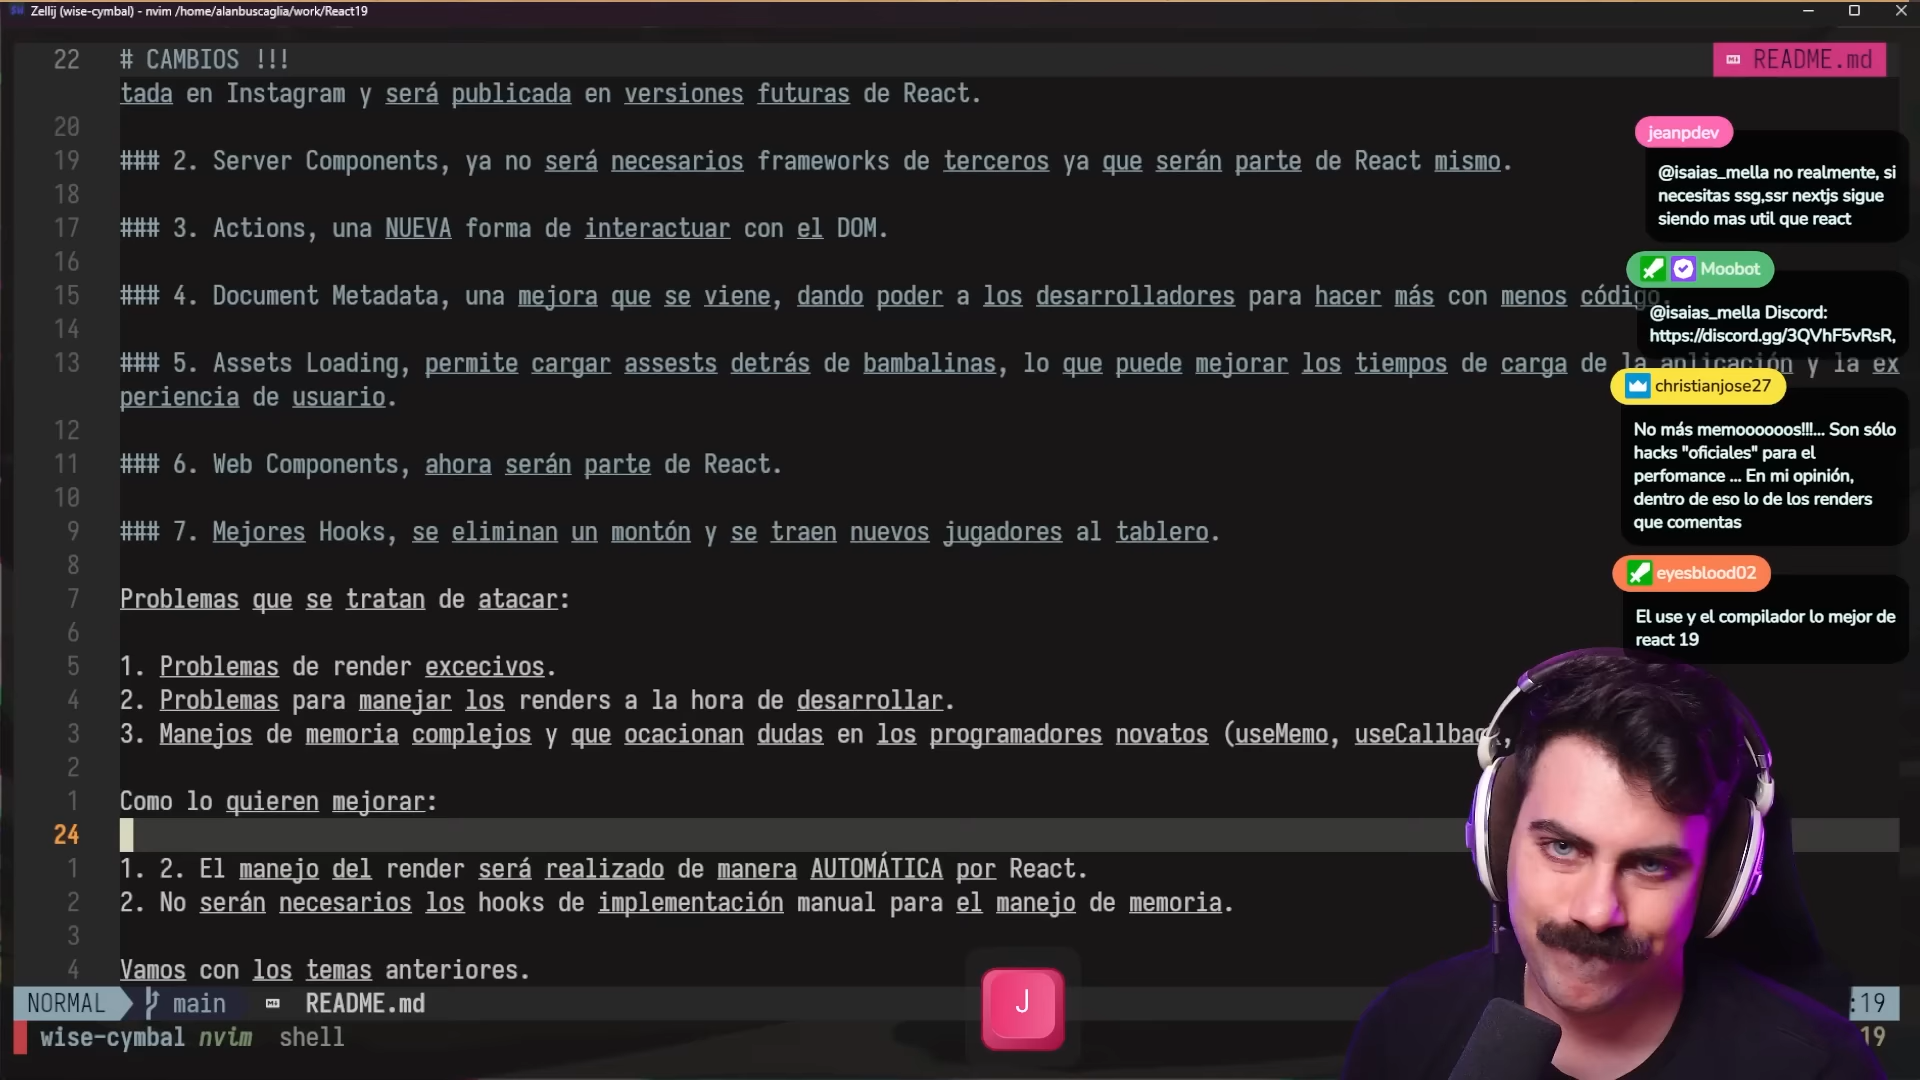 Zellij (wise-cymbal) - nvim /home/alanbuscaglia/work/React19
22 # CAMBIOS !!!
README.md
tada en Instagram y será publicada en versiones futuras de React.
20
19 ### 2. Server Components, ya no será necesarios frameworks de terceros ya que serán parte de React mismo.
18
17 ### 3. Actions, una NUEVA forma de interactuar con el DOM.
16
15 ### 4. Document Metadata, una mejora que se viene, dando poder a los desarrolladores para hacer más con menos código.
14
13 ### 5. Assets Loading, permite cargar assests detrás de bambalinas, lo que puede mejorar los tiempos de carga de la aplicación y la ex
periencia de usuario.
12
11 ### 6. Web Components, ahora serán parte de React.
10
9 ### 7. Mejores Hooks, se eliminan un montón y se traen nuevos jugadores al tablero.
8
7 Problemas que se tratan de atacar:
6
5 1. Problemas de render excecivos.
4 2. Problemas para manejar los renders a la hora de desarrollar.
3 3. Manejos de memoria complejos y que ocacionan dudas en los programadores novatos (useMemo, useCallback,
2
1 Como lo quieren mejorar:
24
1 1. 2. El manejo del render será realizado de manera AUTOMÁTICA por React.
2 2. No serán necesarios los hooks de implementación manual para el manejo de memoria.
3
4 Vamos con los temas anteriores.
NORMAL main README.md
:19
wise-cymbal nvim shell
19
J
jeanpdev
@isaias_mella no realmente, si
necesitas ssg,ssr nextjs sigue
siendo mas util que react
Moobot
@isaias_mella Discord:
https://discord.gg/3QVhF5vRsR,
christianjose27
No más memoooooos!!!... Son sólo
hacks "oficiales" para el
perfomance ... En mi opinión,
dentro de eso lo de los renders
que comentas
eyesblood02
El use y el compilador lo mejor de
react 19